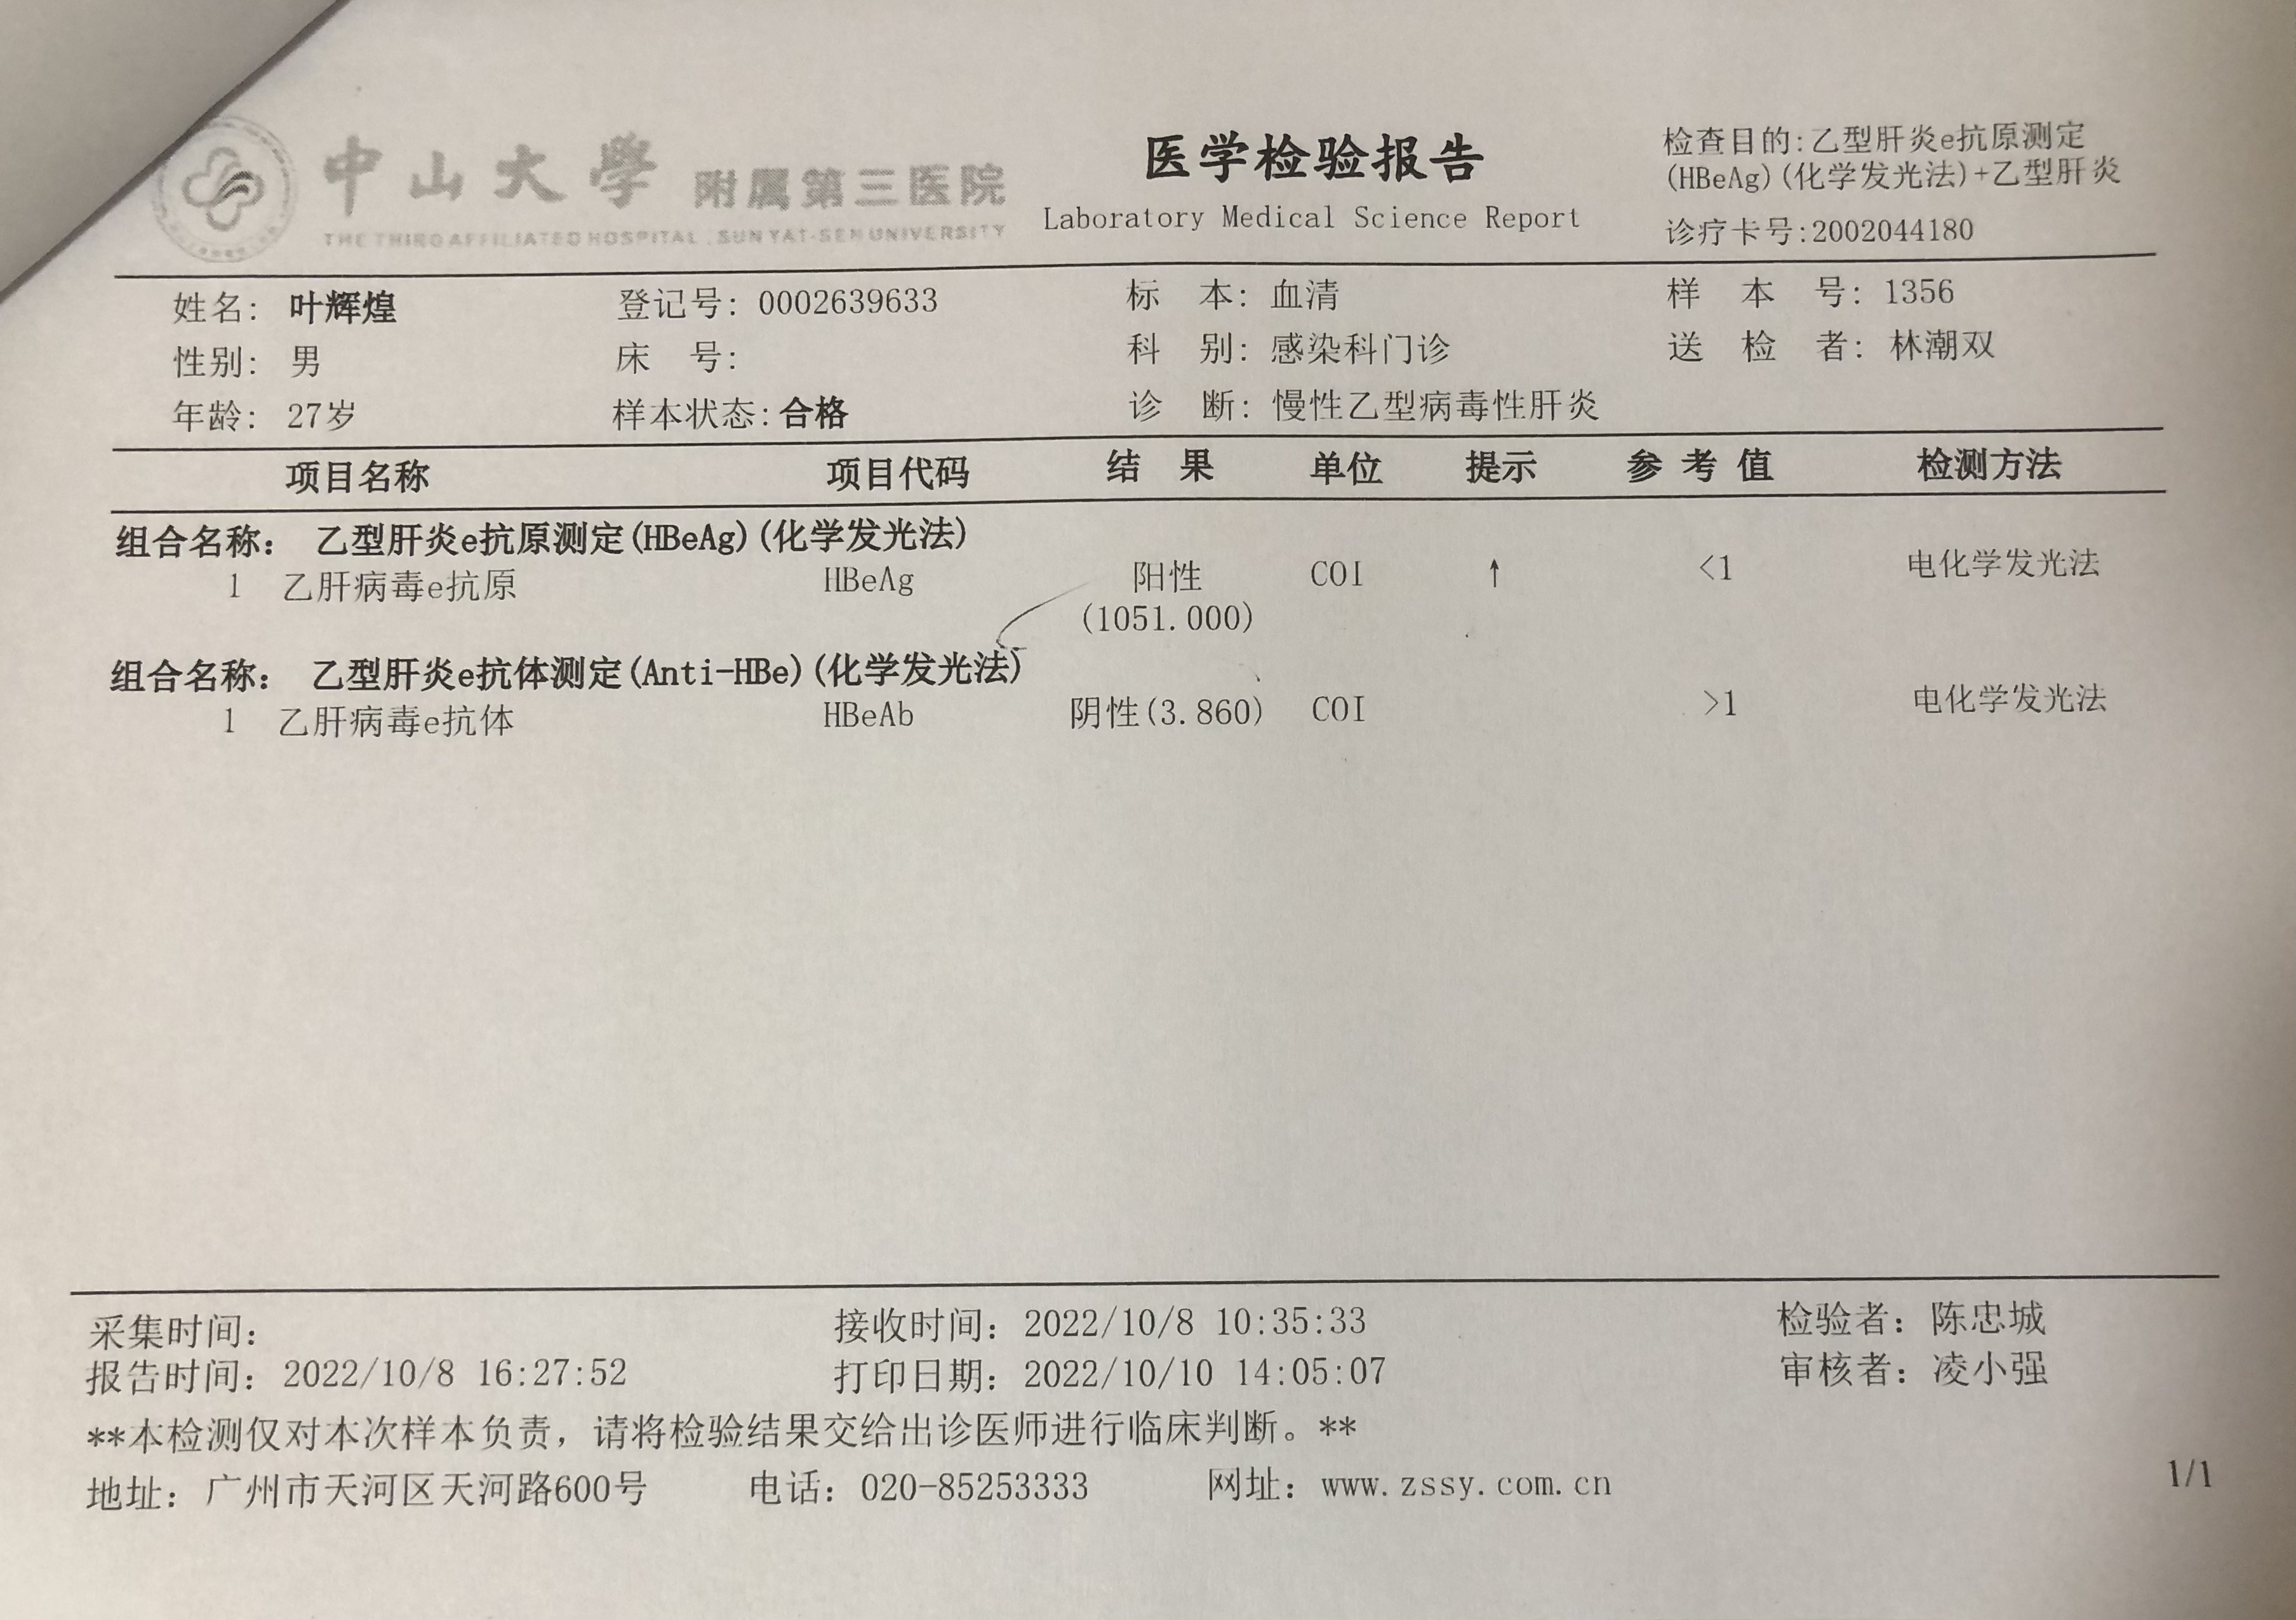 中山大學 附属第三医院
THE THIRD AFFILIATED HOSPITAL, SUN YAT-SEN UNIVERSITY
医学检验报告
Laboratory Medical Science Report
检查目的:乙型肝炎e抗原测定
(HBeAg)(化学发光法)+乙型肝炎
诊疗卡号:2002044180
姓名: 叶辉煌 登记号: 0002639633 标 本: 血清 样 本 号: 1356
性别: 男 床 号: 科 别: 感染科门诊 送 检 者: 林潮双
年龄: 27岁 样本状态:合格 诊 断: 慢性乙型病毒性肝炎
项目名称 项目代码 结 果 单位 提示 参 考 值 检测方法
组合名称: 乙型肝炎e抗原测定(HBeAg)(化学发光法)
1 乙肝病毒e抗原 HBeAg 阳性 COI ↑ <1 电化学发光法
(1051.000)
组合名称: 乙型肝炎e抗体测定(Anti-HBe)(化学发光法)
1 乙肝病毒e抗体 HBeAb 阴性(3.860) COI >1 电化学发光法
采集时间: 接收时间: 2022/10/8 10:35:33 检验者: 陈忠城
报告时间: 2022/10/8 16:27:52 打印日期: 2022/10/10 14:05:07 审核者: 凌小强
**本检测仅对本次样本负责，请将检验结果交给出诊医师进行临床判断。**
地址: 广州市天河区天河路600号 电话: 020-85253333 网址: www.zssy.com.cn
1/1